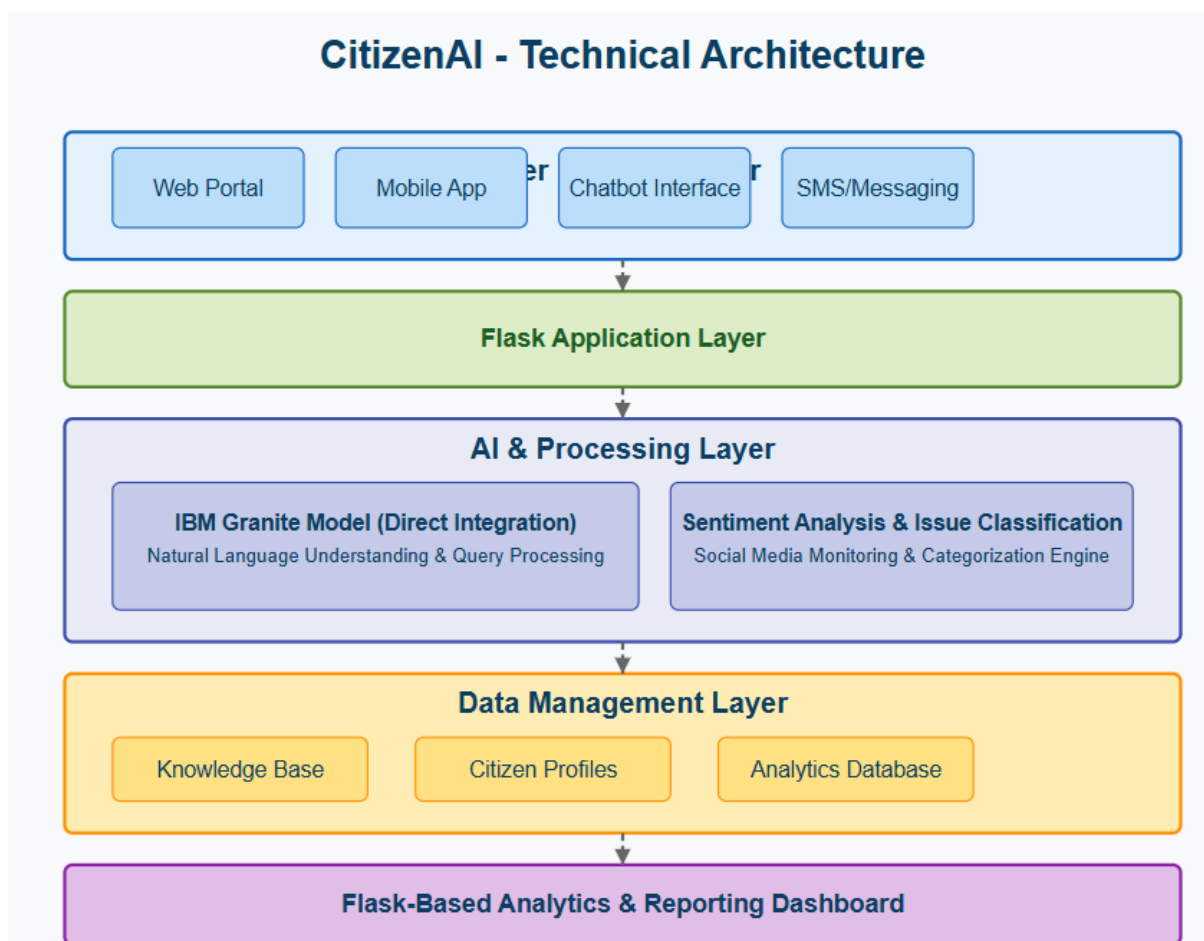 CitizenAI - Technical Architecture
Web Portal
Mobile App
Chatbot Interface
SMS/Messaging
Flask Application Layer
AI & Processing Layer
IBM Granite Model (Direct Integration)
Natural Language Understanding & Query Processing
Sentiment Analysis & Issue Classification
Social Media Monitoring & Categorization Engine
Data Management Layer
Knowledge Base
Citizen Profiles
Analytics Database
Flask-Based Analytics & Reporting Dashboard